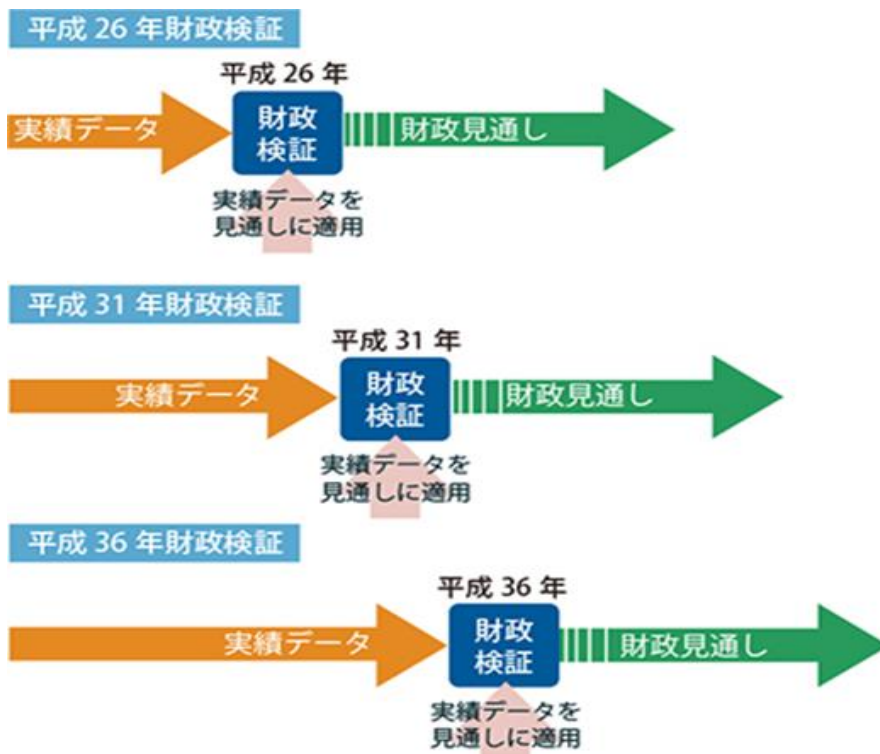 平成 26 年財政検証
平成 26 年
実績データ
財政
検証
財政見通し
実績データを
見通しに適用
平成 31 年財政検証
平成 31 年
実績データ
財政
検証
財政見通し
実績データを
見通しに適用
平成 36 年財政検証
平成 36 年
実績データ
財政
検証
財政見通し
実績データを
見通しに適用